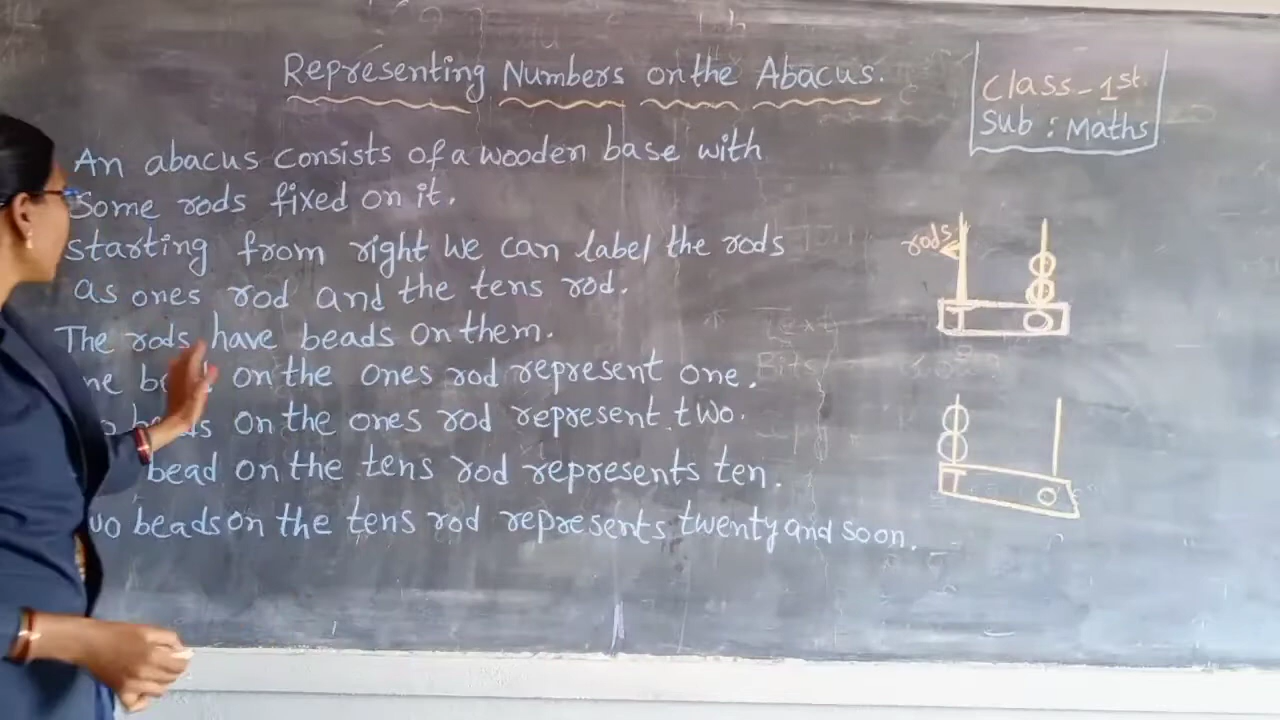 Representing Numbers on the Abacus.
Class - 1st.
Sub : Maths
An abacus consists of a wooden base with
Some rods fixed on it.
starting from right we can label the rods
as ones rod and the tens rod.
The rods have beads on them.
on the ones rod represent one.
on the ones rod represent two.
bead on the tens rod represents ten.
beads on the tens rod represents twenty and so on.
rods
T O
T O